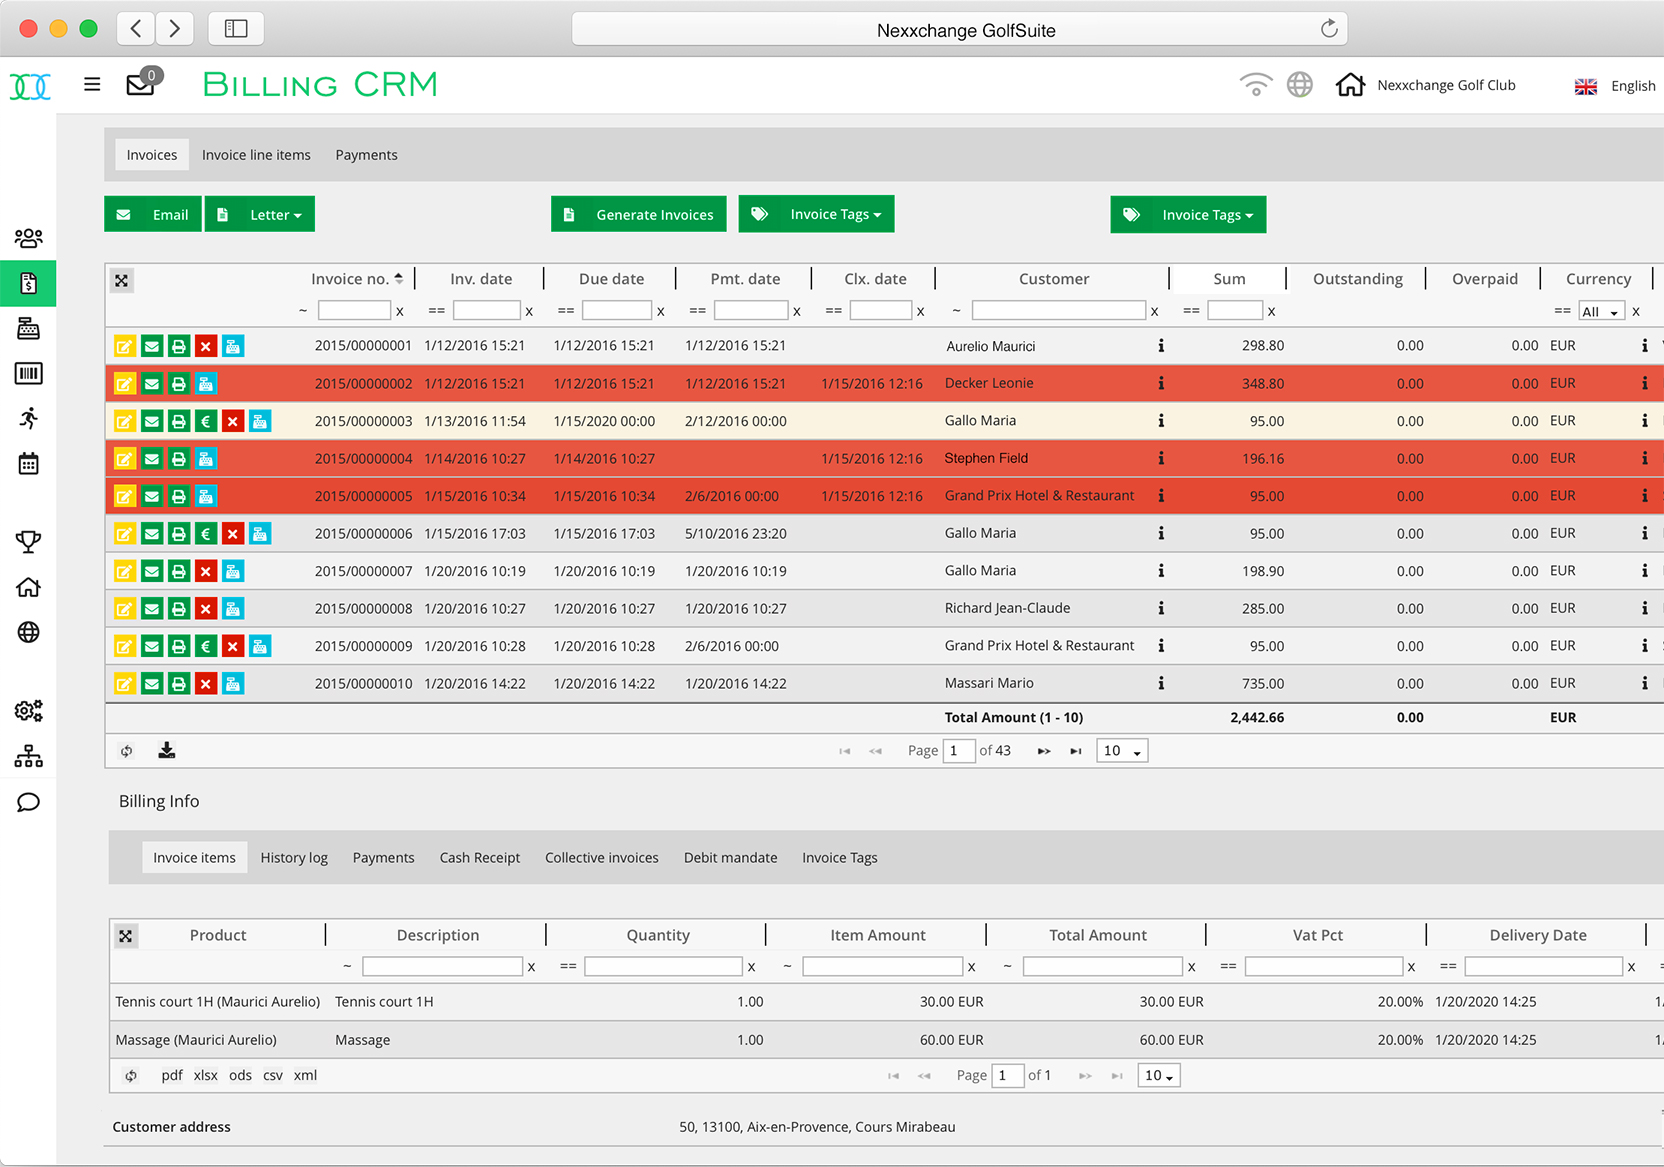 Nexxchange GolfSuite
0 Billing CRM Nexxchange Golf Club English
Invoices Invoice line items Payments
Email Letter Generate Invoices Invoice Tags Invoice Tags
Invoice no. Inv. date Due date Pmt. date Clx. date Customer Sum Outstanding Overpaid Currency
~ x == x == x == x == x ~ x == x == All x
2015/00000001 1/12/2016 15:21 1/12/2016 15:21 1/12/2016 15:21 Aurelio Maurici i 298.80 0.00 0.00 EUR i
2015/00000002 1/12/2016 15:21 1/12/2016 15:21 1/12/2016 15:21 1/15/2016 12:16 Decker Leonie i 348.80 0.00 0.00 EUR i
€ 2015/00000003 1/13/2016 11:54 1/15/2020 00:00 2/12/2016 00:00 Gallo Maria i 95.00 0.00 0.00 EUR i
2015/00000004 1/14/2016 10:27 1/14/2016 10:27 1/15/2016 12:16 Stephen Field i 196.16 0.00 0.00 EUR i
2015/00000005 1/15/2016 10:34 1/15/2016 10:34 2/6/2016 00:00 1/15/2016 12:16 Grand Prix Hotel & Restaurant i 95.00 0.00 0.00 EUR i
€ 2015/00000006 1/15/2016 17:03 1/15/2016 17:03 5/10/2016 23:20 Gallo Maria i 95.00 0.00 0.00 EUR i
2015/00000007 1/20/2016 10:19 1/20/2016 10:19 1/20/2016 10:19 Gallo Maria i 198.90 0.00 0.00 EUR i
2015/00000008 1/20/2016 10:27 1/20/2016 10:27 1/20/2016 10:27 Richard Jean-Claude i 285.00 0.00 0.00 EUR i
€ 2015/00000009 1/20/2016 10:28 1/20/2016 10:28 2/6/2016 00:00 Grand Prix Hotel & Restaurant i 95.00 0.00 0.00 EUR i
2015/00000010 1/20/2016 14:22 1/20/2016 14:22 1/20/2016 14:22 Massari Mario i 735.00 0.00 0.00 EUR i
Total Amount (1 - 10) 2,442.66 0.00 EUR
Page 1 of 43 10
Billing Info
Invoice items History log Payments Cash Receipt Collective invoices Debit mandate Invoice Tags
Product Description Quantity Item Amount Total Amount Vat Pct Delivery Date
~ x == x ~ x ~ x == x == x
Tennis court 1H (Maurici Aurelio) Tennis court 1H 1.00 30.00 EUR 30.00 EUR 20.00% 1/20/2020 14:25 1/
Massage (Maurici Aurelio) Massage 1.00 60.00 EUR 60.00 EUR 20.00% 1/20/2020 14:25 1/
pdf xlsx ods csv xml Page 1 of 1 10
Customer address 50, 13100, Aix-en-Provence, Cours Mirabeau